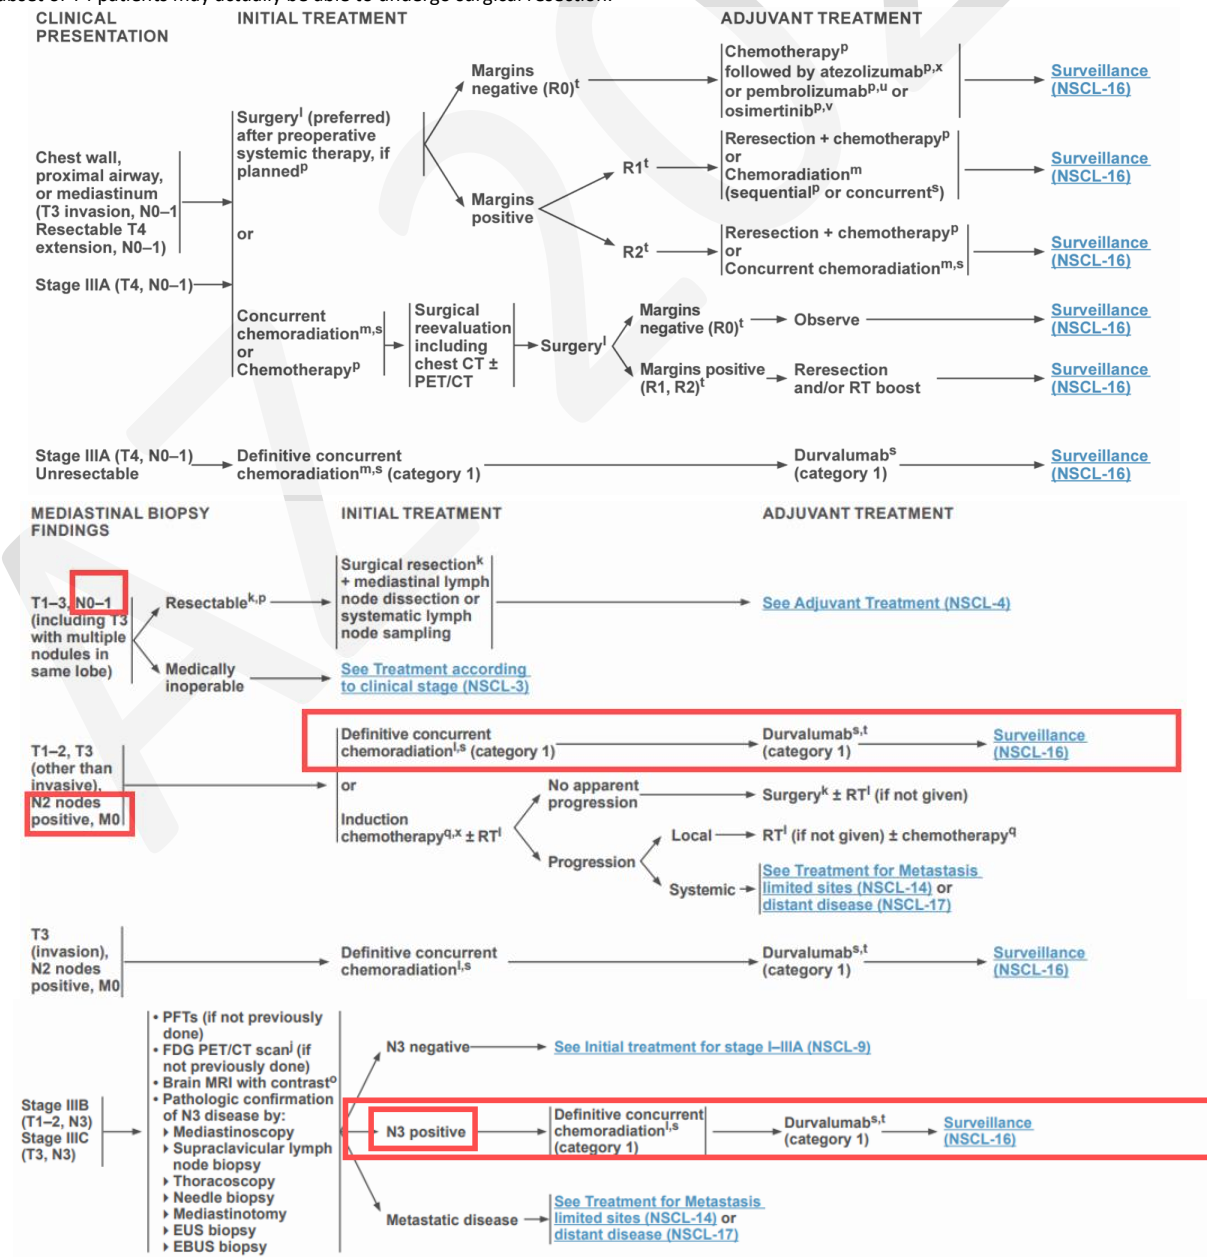 subset of T4 patients may actually be able to undergo surgical resection.
CLINICAL
PRESENTATION
INITIAL TREATMENT
ADJUVANT TREATMENT
Chest wall,
proximal airway,
or mediastinum
(T3 invasion, N0–1
Resectable T4
extension, N0–1)
Stage IIIA (T4, N0–1)
Surgeryˡ (preferred)
after preoperative
systemic therapy, if
plannedᵖ
or
Concurrent
chemoradiationᵐ,ˢ
or
Chemotherapyᵖ
Margins
negative (R0)ᵗ
Chemotherapyᵖ
followed by atezolizumabᵖ,ˣ
or pembrolizumabᵖ,ᵘ or
osimertinibᵖ,ᵛ
Surveillance
(NSCL-16)
Margins
positive
R1ᵗ
Reresection + chemotherapyᵖ
or
Chemoradiationᵐ
(sequentialᵖ or concurrentˢ)
Surveillance
(NSCL-16)
R2ᵗ
Reresection + chemotherapyᵖ
or
Concurrent chemoradiationᵐ,ˢ
Surveillance
(NSCL-16)
Surgical
reevaluation
including
chest CT ±
PET/CT
Surgeryˡ
Margins
negative (R0)ᵗ
Observe
Surveillance
(NSCL-16)
Margins positive
(R1, R2)ᵗ
Reresection
and/or RT boost
Surveillance
(NSCL-16)
Stage IIIA (T4, N0–1)
Unresectable
Definitive concurrent
chemoradiationᵐ,ˢ (category 1)
Durvalumabˢ
(category 1)
Surveillance
(NSCL-16)
MEDIASTINAL BIOPSY
FINDINGS
INITIAL TREATMENT
ADJUVANT TREATMENT
T1–3, N0–1
(including T3
with multiple
nodules in
same lobe)
Resectableᵏ,ᵖ
Surgical resectionᵏ
+ mediastinal lymph
node dissection or
systematic lymph
node sampling
See Adjuvant Treatment (NSCL-4)
Medically
inoperable
See Treatment according
to clinical stage (NSCL-3)
T1–2, T3
(other than
invasive),
N2 nodes
positive, M0
Definitive concurrent
chemoradiationˡ,ˢ (category 1)
Durvalumabˢ,ᵗ
(category 1)
Surveillance
(NSCL-16)
or
Induction
chemotherapy^q,x ± RTˡ
No apparent
progression
Surgeryᵏ ± RTˡ (if not given)
Progression
Local
RTˡ (if not given) ± chemotherapy^q
Systemic
See Treatment for Metastasis
limited sites (NSCL-14) or
distant disease (NSCL-17)
T3
(invasion),
N2 nodes
positive, M0
Definitive concurrent
chemoradiationˡ,ˢ
Durvalumabˢ,ᵗ
(category 1)
Surveillance
(NSCL-16)
Stage IIIB
(T1–2, N3)
Stage IIIC
(T3, N3)
• PFTs (if not previously
done)
• FDG PET/CT scanʲ (if
not previously done)
• Brain MRI with contrastᵒ
• Pathologic confirmation
of N3 disease by:
▸ Mediastinoscopy
▸ Supraclavicular lymph
node biopsy
▸ Thoracoscopy
▸ Needle biopsy
▸ Mediastinotomy
▸ EUS biopsy
▸ EBUS biopsy
N3 negative
See Initial treatment for stage I–IIIA (NSCL-9)
N3 positive
Definitive concurrent
chemoradiationˡ,ˢ
(category 1)
Durvalumabˢ,ᵗ
(category 1)
Surveillance
(NSCL-16)
Metastatic disease
See Treatment for Metastasis
limited sites (NSCL-14) or
distant disease (NSCL-17)